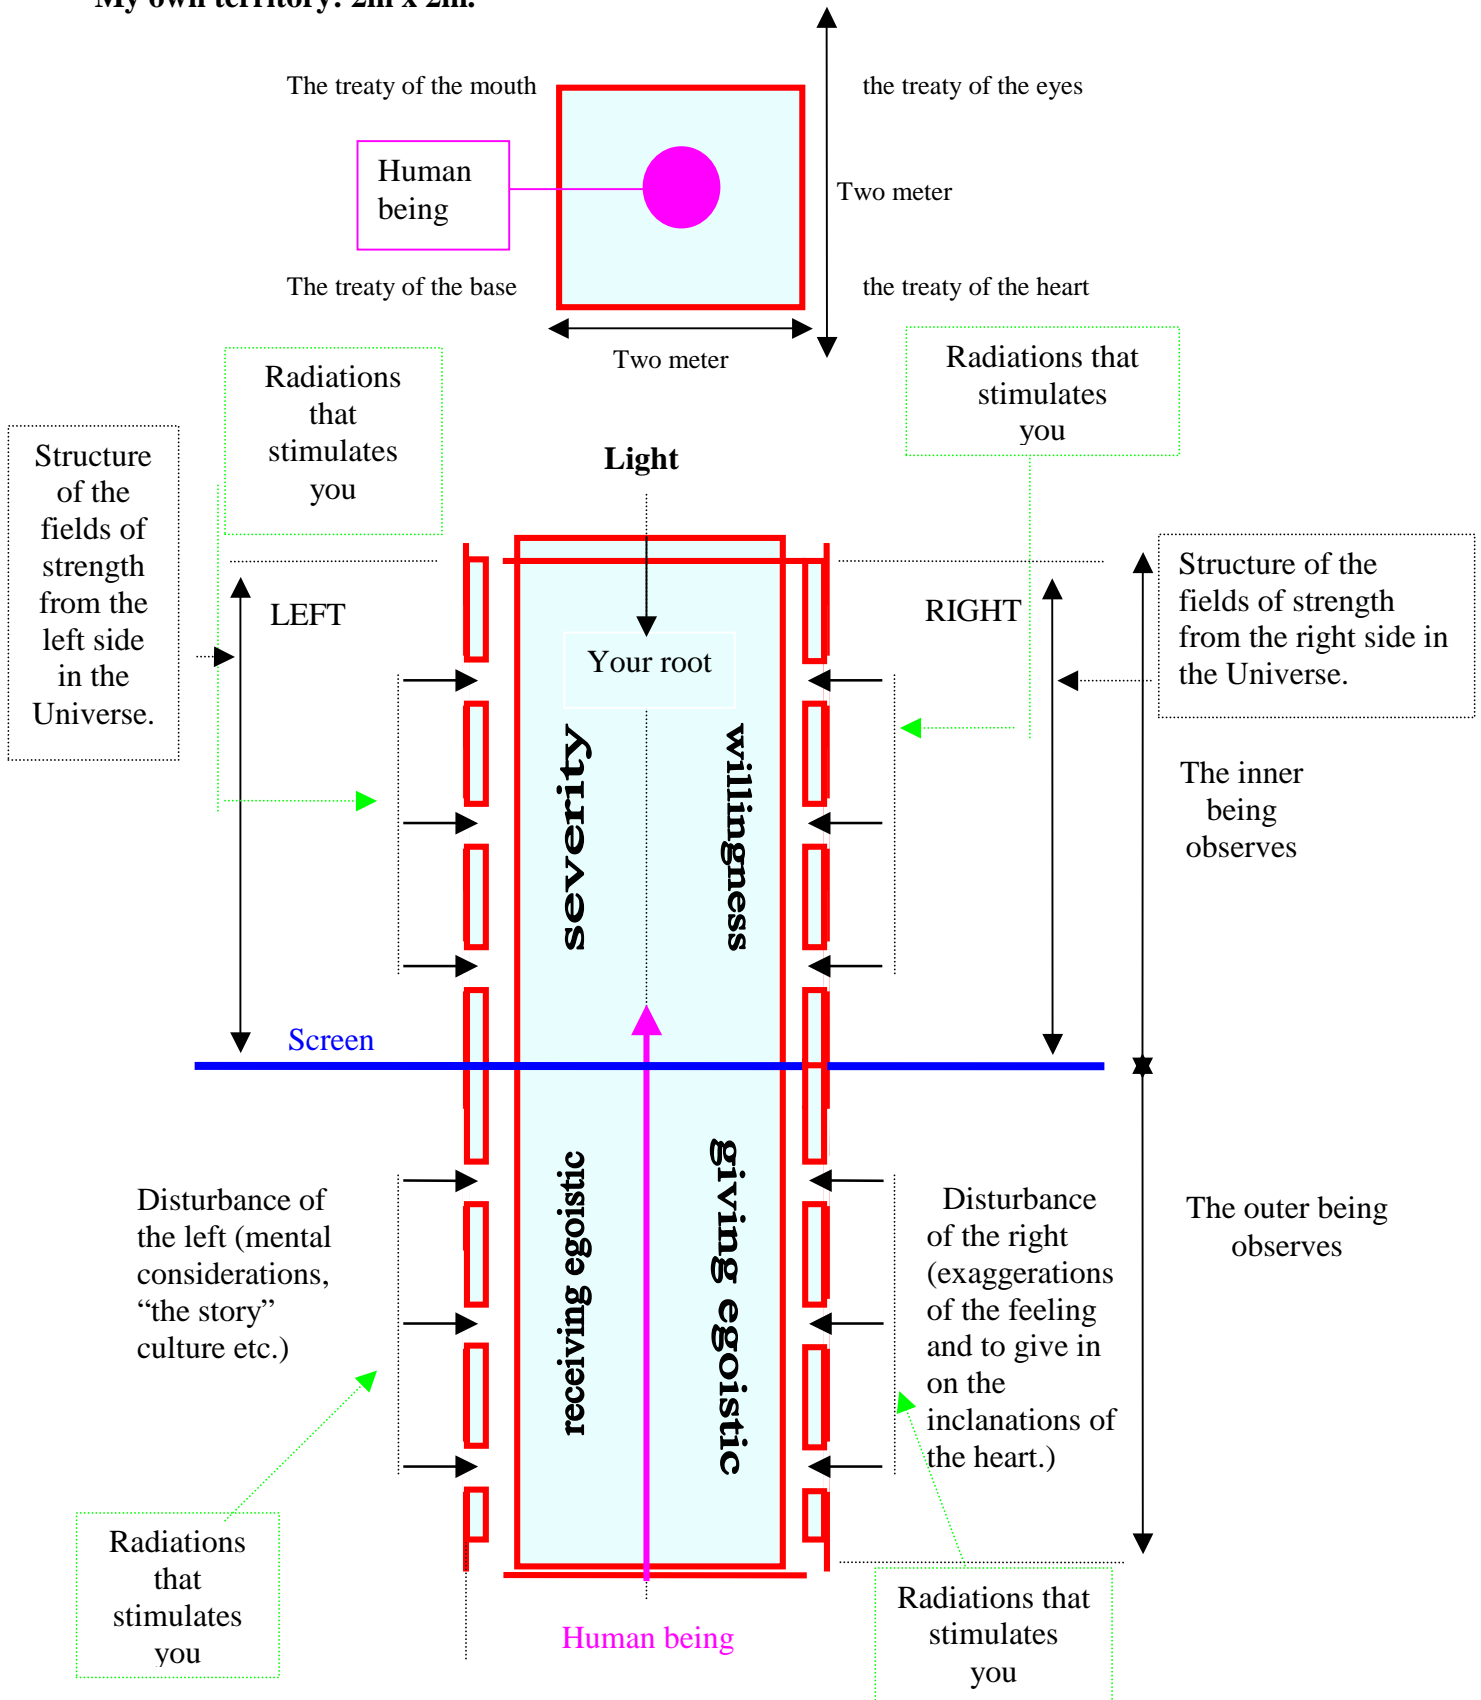 My own territory: 2m x 2m.
The treaty of the mouth
the treaty of the eyes
Human
being
Two meter
The treaty of the base
the treaty of the heart
Two meter
Radiations
that
stimulates
you
Radiations that
stimulates
you
Structure
of the
fields of
strength
from the
left side
in the
Universe.
Light
LEFT
RIGHT
Structure of the
fields of strength
from the right side in
the Universe.
Your root
severity
willingness
The inner
being
observes
Screen
receiving egoistic
giving egoistic
Disturbance of
the left (mental
considerations,
“the story”
culture etc.)
Disturbance
of the right
(exaggerations
of the feeling
and to give in
on the
inclanations of
the heart.)
The outer being
observes
Radiations
that
stimulates
you
Human being
Radiations that
stimulates
you